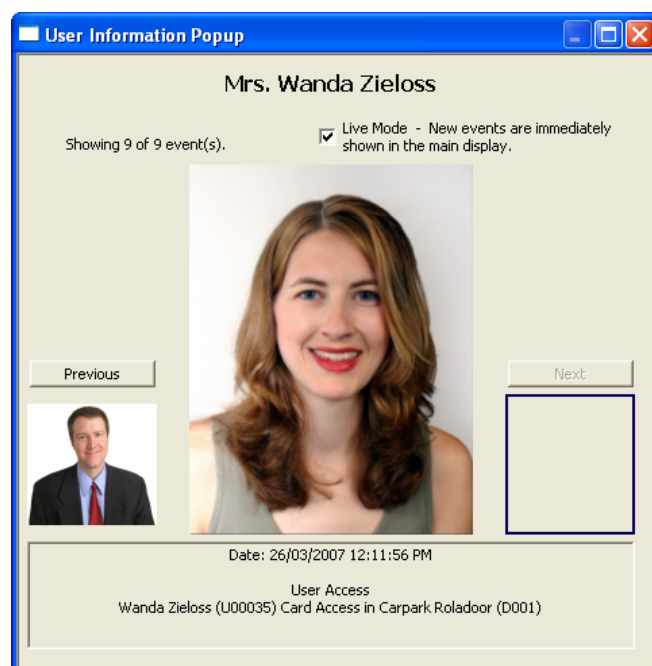 User Information Popup
Mrs. Wanda Zieloss
Showing 9 of 9 event(s).
Live Mode - New events are immediately
shown in the main display.
Previous
Next
Date: 26/03/2007 12:11:56 PM
User Access
Wanda Zieloss (U00035) Card Access in Carpark Roladoor (D001)